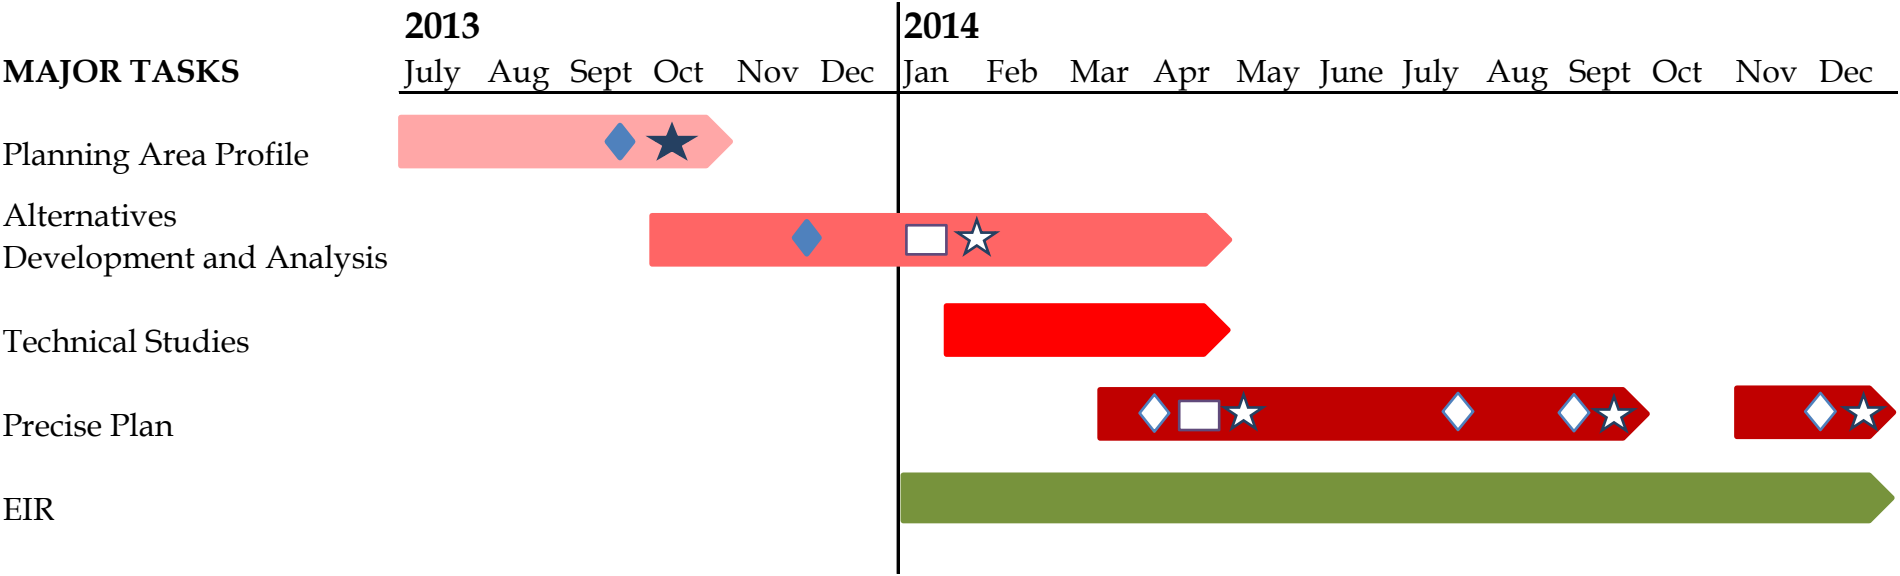 2013 2014
MAJOR TASKS July Aug Sept Oct Nov Dec Jan Feb Mar Apr May June July Aug Sept Oct Nov Dec
Planning Area Profile
Alternatives
Development and Analysis
Technical Studies
Precise Plan
EIR